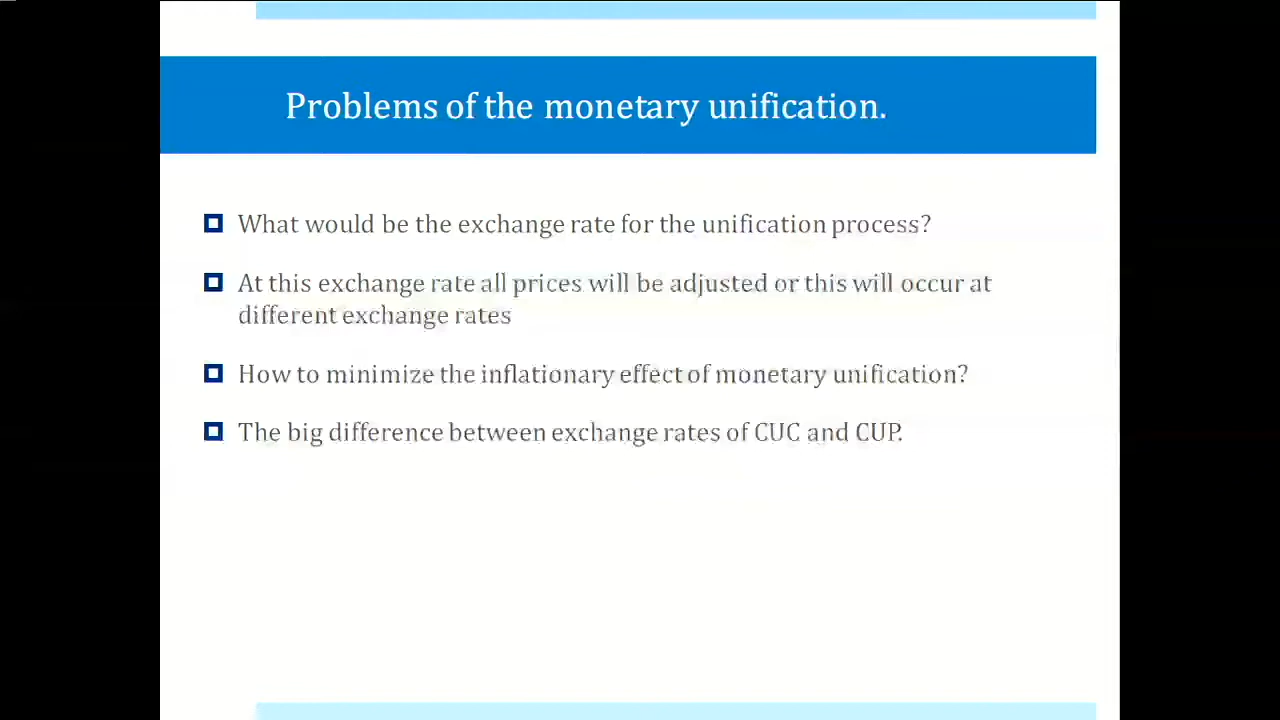 Problems of the monetary unification.
What would be the exchange rate for the unification process?
At this exchange rate all prices will be adjusted or this will occur at
different exchange rates
How to minimize the inflationary effect of monetary unification?
The big difference between exchange rates of CUC and CUP.